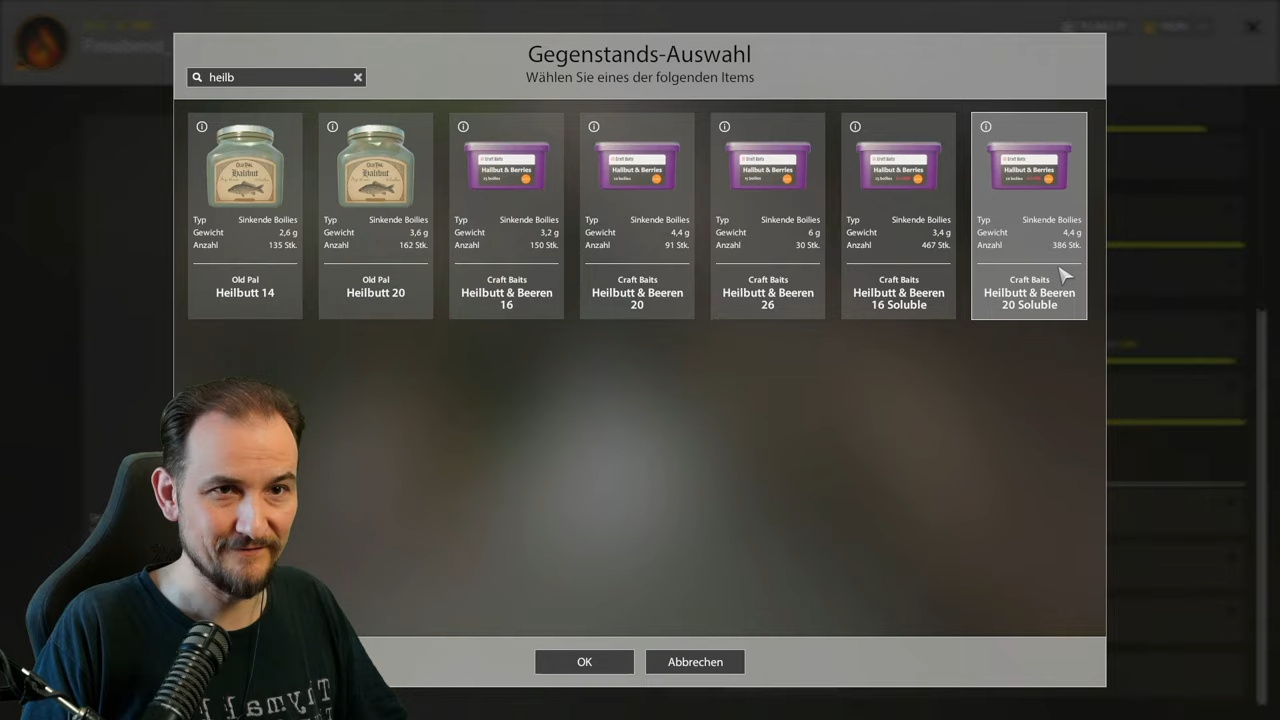 Gegenstands-Auswahl
Wählen Sie eines der folgenden Items
heilb
Typ Sinkende Boilies
Gewicht 2,6 g
Anzahl 135 Stk.
Old Pal
Heilbutt 14
Typ Sinkende Boilies
Gewicht 3,6 g
Anzahl 162 Stk.
Old Pal
Heilbutt 20
Halibut & Berries
Typ Sinkende Boilies
Gewicht 3,2 g
Anzahl 150 Stk.
Craft Baits
Heilbutt & Beeren
16
Halibut & Berries
Typ Sinkende Boilies
Gewicht 4,4 g
Anzahl 91 Stk.
Craft Baits
Heilbutt & Beeren
20
Halibut & Berries
Typ Sinkende Boilies
Gewicht 6 g
Anzahl 30 Stk.
Craft Baits
Heilbutt & Beeren
26
Halibut & Berries
Typ Sinkende Boilies
Gewicht 3,4 g
Anzahl 467 Stk.
Craft Baits
Heilbutt & Beeren
16 Soluble
Halibut & Berries
Typ Sinkende Boilies
Gewicht 4,4 g
Anzahl 386 Stk.
Craft Baits
Heilbutt & Beeren
20 Soluble
OK
Abbrechen